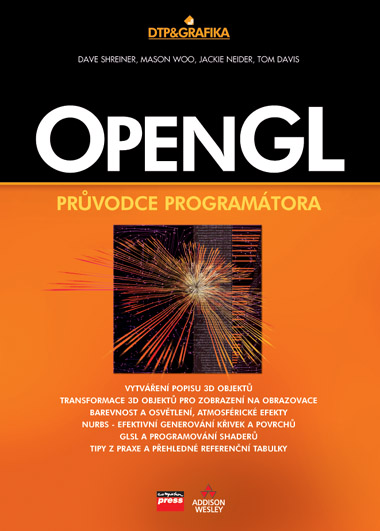 DTP&GRAFIKA
DAVE SHREINER, MASON WOO, JACKIE NEIDER, TOM DAVIS
OPENGL
PRŮVODCE PROGRAMÁTORA
VYTVÁŘENÍ POPISU 3D OBJEKTŮ
TRANSFORMACE 3D OBJEKTŮ PRO ZOBRAZENÍ NA OBRAZOVCE
BAREVNOST A OSVĚTLENÍ, ATMOSFÉRICKÉ EFEKTY
NURBS - EFEKTIVNÍ GENEROVÁNÍ KŘIVEK A POVRCHŮ
GLSL A PROGRAMOVÁNÍ SHADERŮ
TIPY Z PRAXE A PŘEHLEDNÉ REFERENČNÍ TABULKY
computer
press
ADDISON
WESLEY